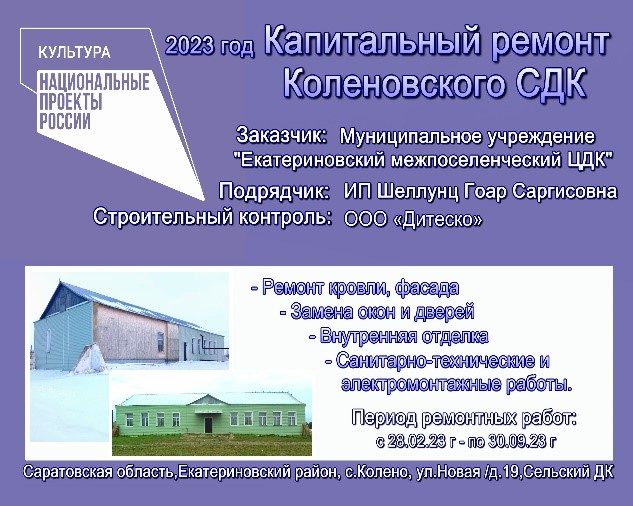 КУЛЬТУРА
НАЦИОНАЛЬНЫЕ
ПРОЕКТЫ
РОССИИ
2023 год Капитальный ремонт
Коленовского СДК
Заказчик: Муниципальное учреждение
"Екатериновский межпоселенческий ЦДК"
Подрядчик: ИП Шеллунц Гоар Саргисовна
Строительный контроль: ООО «Дитеско»
- Ремонт кровли, фасада
- Замена окон и дверей
- Внутренняя отделка
- Санитарно-технические и
электромонтажные работы.
Период ремонтных работ:
с 28.02.23 г - по 30.09.23 г
Саратовская область,Екатериновский район, с.Колено, ул.Новая /д.19,Сельский ДК